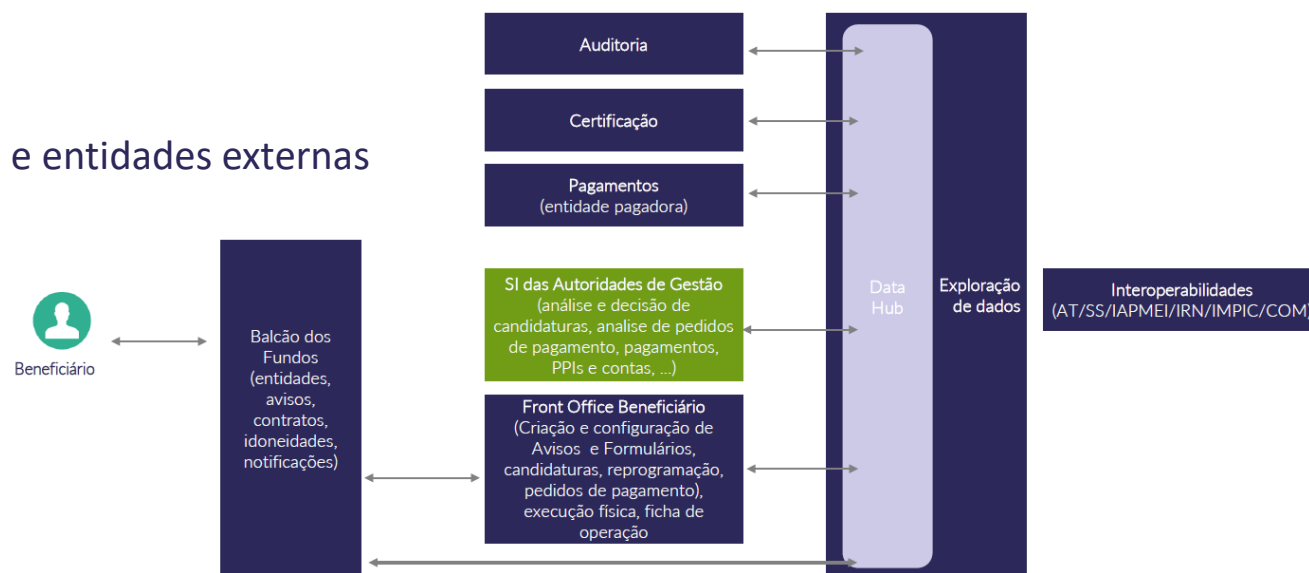 e entidades externas
Beneficiário
Balcão dos
Fundos
(entidades,
avisos,
contratos,
idoneidades,
notificações)
Auditoria
Certificação
Pagamentos
(entidade pagadora)
SI das Autoridades de Gestão
(análise e decisão de
candidaturas, analise de pedidos
de pagamento, pagamentos,
PPIs e contas, ...)
Front Office Beneficiário
(Criação e configuração de
Avisos e Formulários,
candidaturas, reprogramação,
pedidos de pagamento),
execução física, ficha de
operação
Data
Hub
Exploração
de dados
Interoperabilidades
(AT/SS/IAPMEI/IRN/IMPIC/COM)